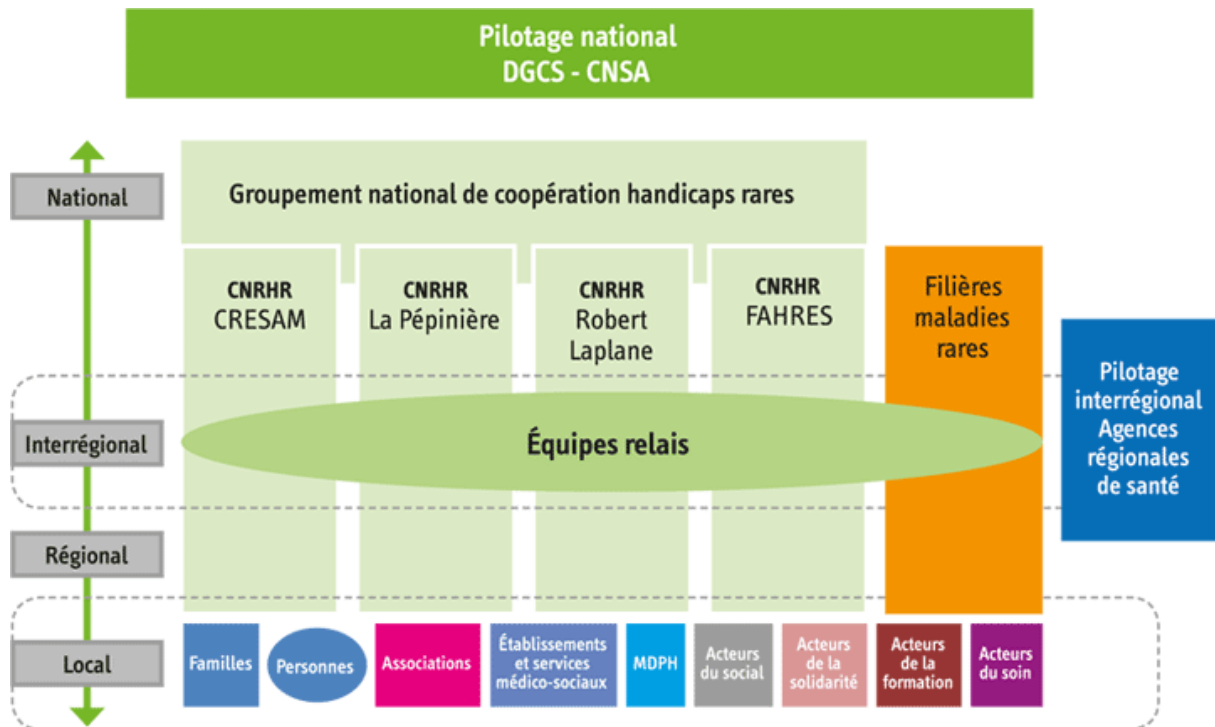 Pilotage national
DGCS - CNSA
National
Groupement national de coopération handicaps rares
CNRHR
CRESAM
CNRHR
La Pépinière
CNRHR
Robert
Laplane
CNRHR
FAHRES
Filières
maladies
rares
Pilotage
interrégional
Agences
régionales
de santé
Interrégional
Équipes relais
Régional
Local
Familles
Personnes
Associations
Établissements
et services
médico-sociaux
MDPH
Acteurs
du social
Acteurs
de la
solidarité
Acteurs
de la
formation
Acteurs
du soin